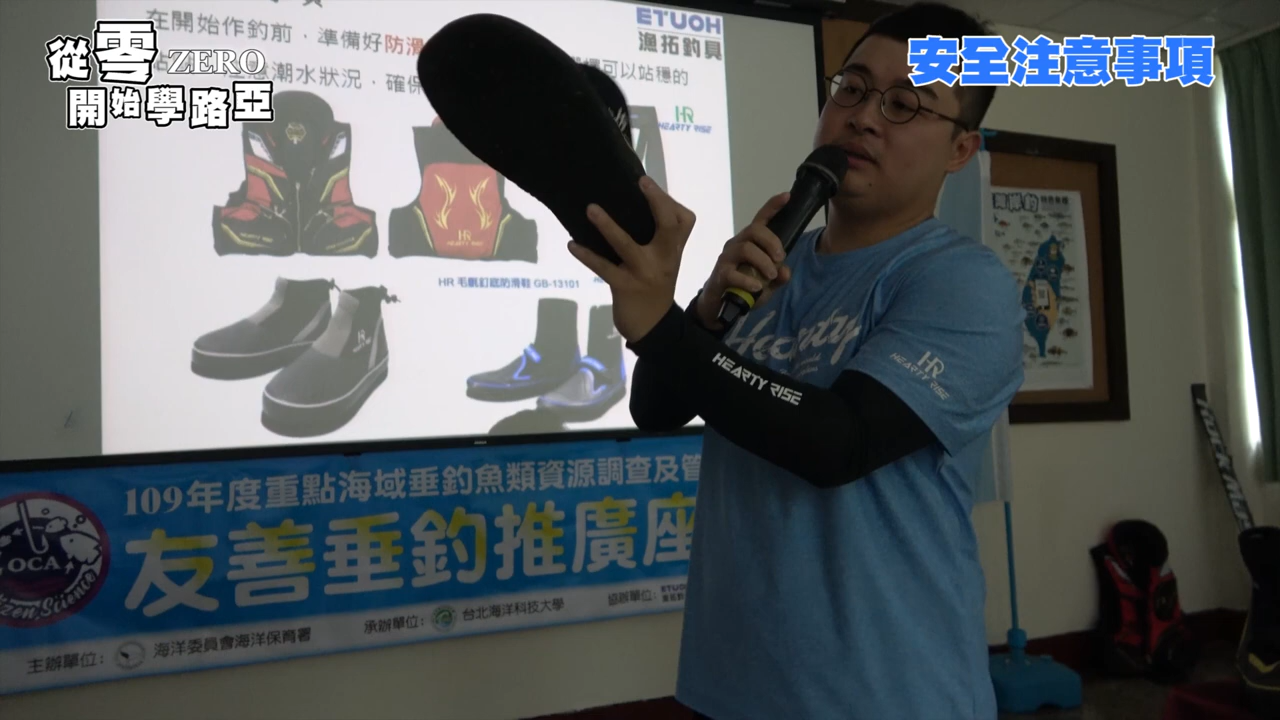 從零ZERO
開始學路亞
安全注意事項
在開始作釣前，準備好防滑
潮水狀況，確保
可以站穩的
ETUOH
漁拓釣具
HR
HEARTY RISE
HR
HEARTY RISE
HR 毛氈釘底防滑鞋 GB-13101
HR
HEARTY RISE
HEARTY RISE
109年度重點海域垂釣魚類資源調查及管
友善垂釣推廣座
OCA
Citizen Science
主辦單位：海洋委員會海洋保育署
承辦單位：台北海洋科技大學
協辦單位：ETUOH